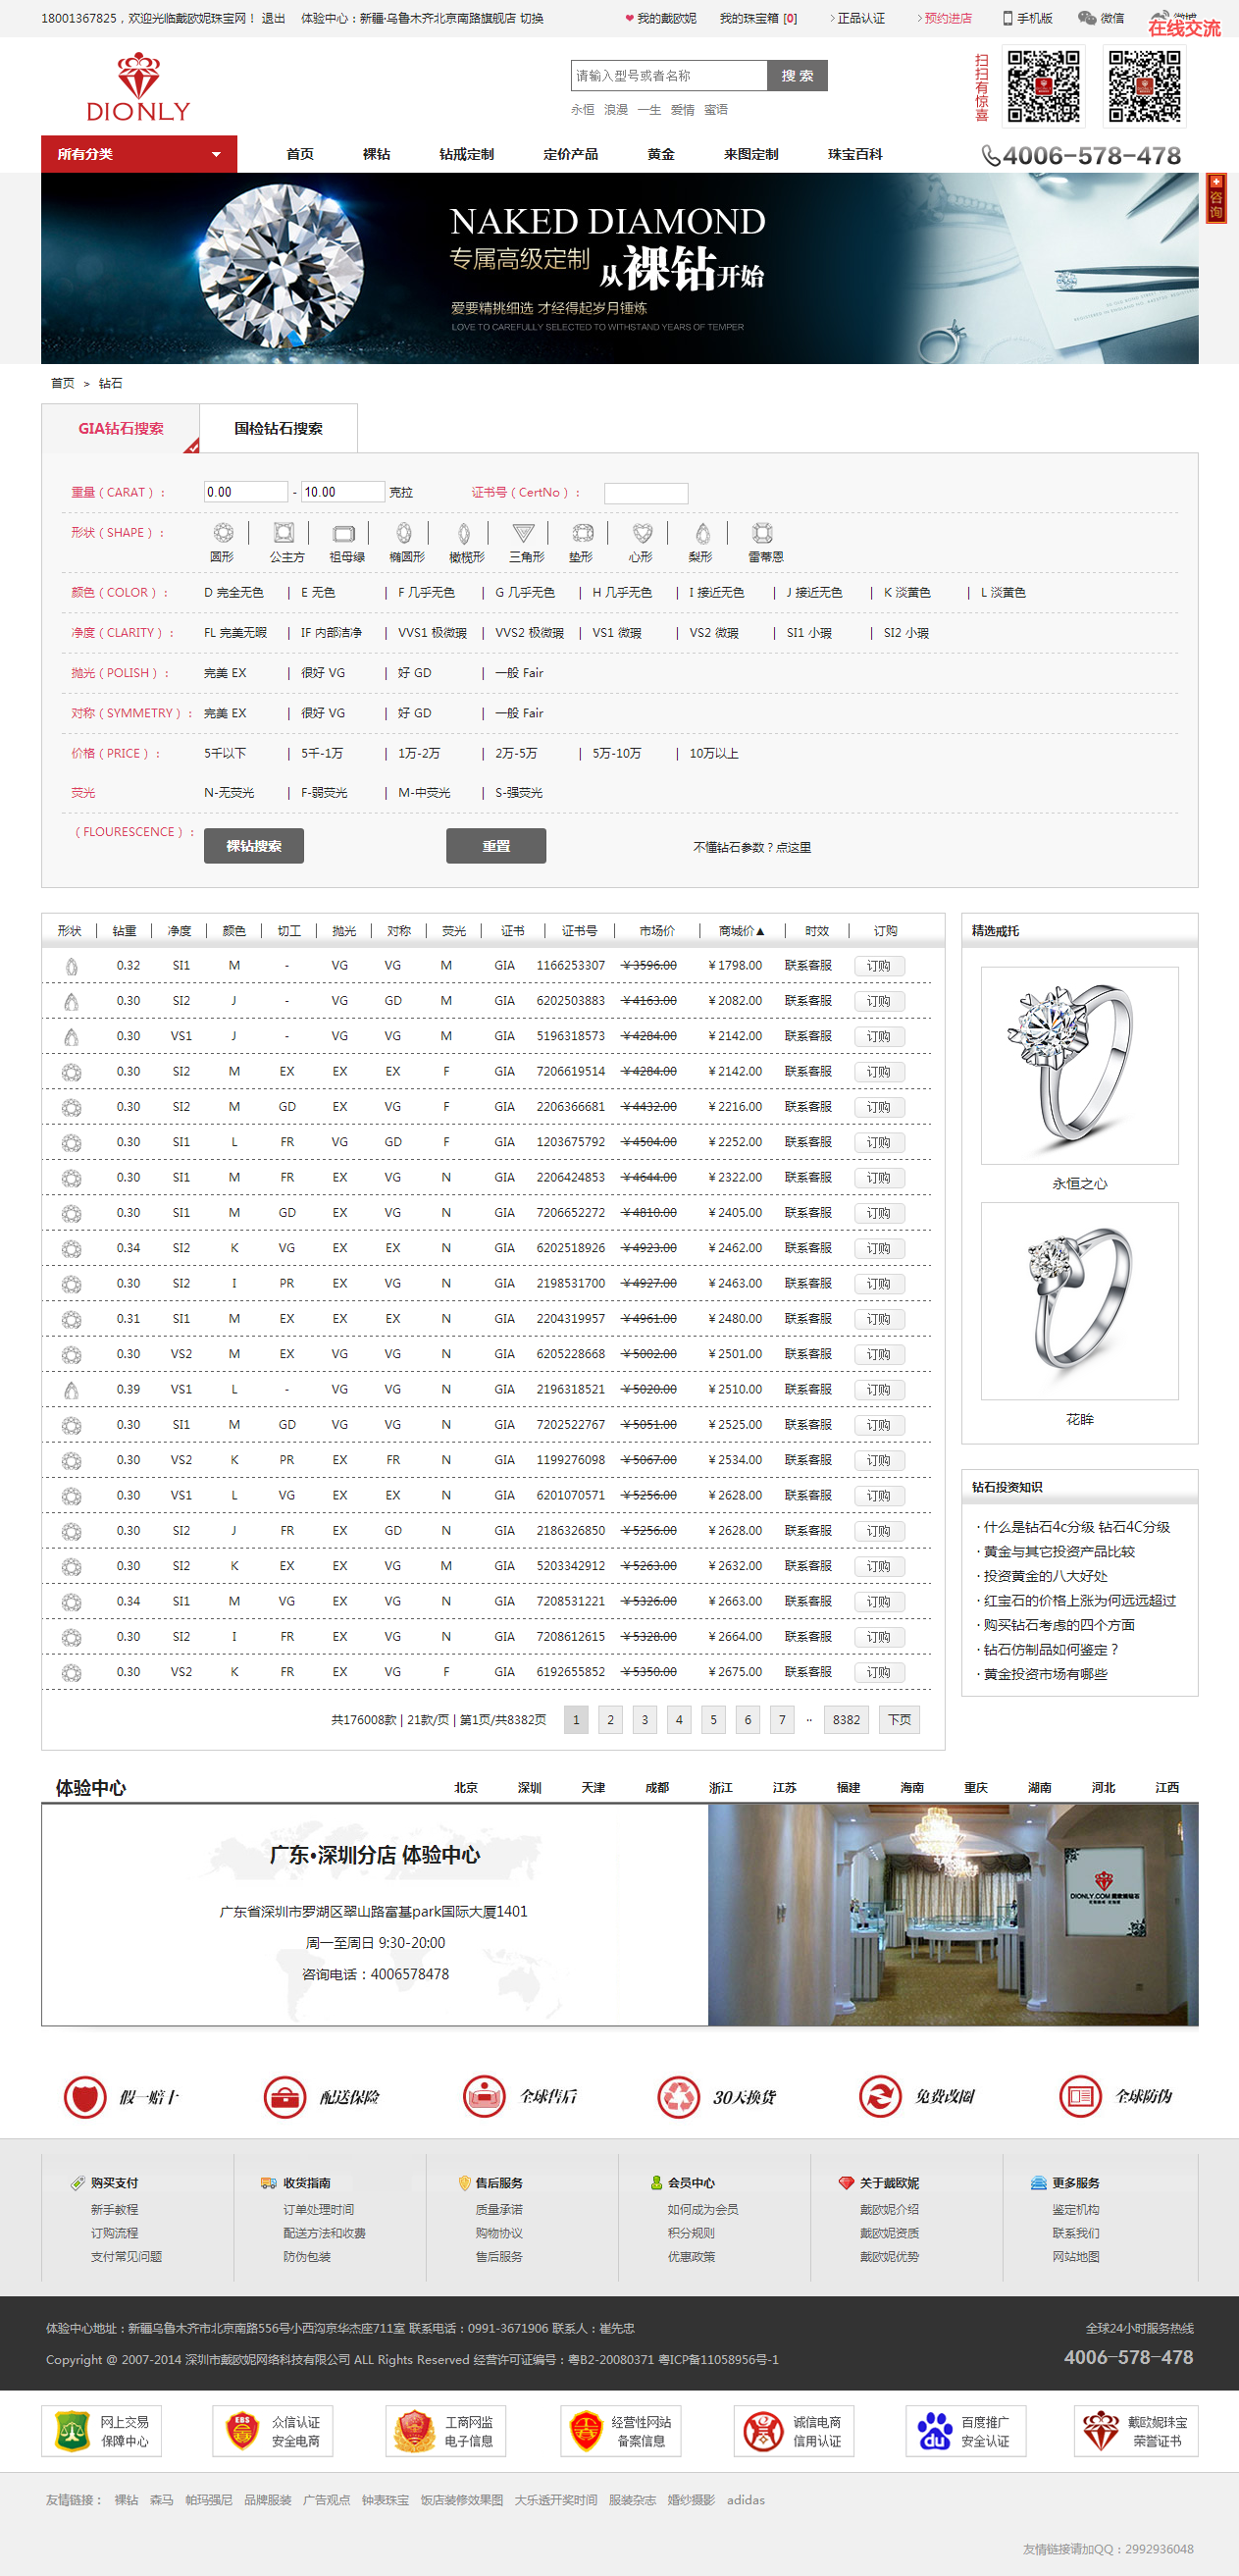 18001367825，欢迎光临戴欧妮珠宝网！ 退出 体验中心：新疆·乌鲁木齐北京南路旗舰店 切换 ❤ 我的戴欧妮 我的珠宝箱 [0] > 正品认证 > 预约进店 手机版 微信 微博
在线交流
DIONLY
请输入型号或者名称 搜 索
永恒 浪漫 一生 爱情 蜜语
扫扫有惊喜
所有分类 首页 裸钻 钻戒定制 定价产品 黄金 来图定制 珠宝百科 4006-578-478
咨询
NAKED DIAMOND
专属高级定制 从裸钻开始
爱要精挑细选 才经得起岁月锤炼
LOVE TO CAREFULLY SELECTED TO WITHSTAND YEARS OF TEMPER
首页 > 钻石
GIA钻石搜索 国检钻石搜索
重量（CARAT）： 0.00 - 10.00 克拉 证书号（CertNo）：
形状（SHAPE）：
圆形 公主方 祖母绿 椭圆形 橄榄形 三角形 垫形 心形 梨形 雷蒂恩
颜色（COLOR）： D 完全无色 | E 无色 | F 几乎无色 | G 几乎无色 | H 几乎无色 | I 接近无色 | J 接近无色 | K 淡黄色 | L 淡黄色
净度（CLARITY）： FL 完美无暇 | IF 内部洁净 | VVS1 极微瑕 | VVS2 极微瑕 | VS1 微瑕 | VS2 微瑕 | SI1 小瑕 | SI2 小瑕
抛光（POLISH）： 完美 EX | 很好 VG | 好 GD | 一般 Fair
对称（SYMMETRY）： 完美 EX | 很好 VG | 好 GD | 一般 Fair
价格（PRICE）： 5千以下 | 5千-1万 | 1万-2万 | 2万-5万 | 5万-10万 | 10万以上
荧光 N-无荧光 | F-弱荧光 | M-中荧光 | S-强荧光
（FLOURESCENCE）：
裸钻搜索 重置 不懂钻石参数？点这里
形状 | 钻重 | 净度 | 颜色 | 切工 | 抛光 | 对称 | 荧光 | 证书 | 证书号 | 市场价 | 商城价▲ | 时效 | 订购
0.32 SI1 M - VG VG M GIA 1166253307 ￥3596.00 ￥1798.00 联系客服 订购
0.30 SI2 J - VG GD M GIA 6202503883 ￥4163.00 ￥2082.00 联系客服 订购
0.30 VS1 J - VG VG M GIA 5196318573 ￥4284.00 ￥2142.00 联系客服 订购
0.30 SI2 M EX EX EX F GIA 7206619514 ￥4284.00 ￥2142.00 联系客服 订购
0.30 SI2 M GD EX VG F GIA 2206366681 ￥4432.00 ￥2216.00 联系客服 订购
0.30 SI1 L FR VG GD F GIA 1203675792 ￥4504.00 ￥2252.00 联系客服 订购
0.30 SI1 M FR EX VG N GIA 2206424853 ￥4644.00 ￥2322.00 联系客服 订购
0.30 SI1 M GD EX VG N GIA 7206652272 ￥4810.00 ￥2405.00 联系客服 订购
0.34 SI2 K VG EX EX N GIA 6202518926 ￥4923.00 ￥2462.00 联系客服 订购
0.30 SI2 I PR EX VG N GIA 2198531700 ￥4927.00 ￥2463.00 联系客服 订购
0.31 SI1 M EX EX EX N GIA 2204319957 ￥4961.00 ￥2480.00 联系客服 订购
0.30 VS2 M EX VG VG N GIA 6205228668 ￥5002.00 ￥2501.00 联系客服 订购
0.39 VS1 L - VG VG N GIA 2196318521 ￥5020.00 ￥2510.00 联系客服 订购
0.30 SI1 M GD VG VG N GIA 7202522767 ￥5051.00 ￥2525.00 联系客服 订购
0.30 VS2 K PR EX FR N GIA 1199276098 ￥5067.00 ￥2534.00 联系客服 订购
0.30 VS1 L VG EX EX N GIA 6201070571 ￥5256.00 ￥2628.00 联系客服 订购
0.30 SI2 J FR EX GD N GIA 2186326850 ￥5256.00 ￥2628.00 联系客服 订购
0.30 SI2 K EX EX VG M GIA 5203342912 ￥5263.00 ￥2632.00 联系客服 订购
0.34 SI1 M VG EX VG N GIA 7208531221 ￥5326.00 ￥2663.00 联系客服 订购
0.30 SI2 I FR EX VG N GIA 7208612615 ￥5328.00 ￥2664.00 联系客服 订购
0.30 VS2 K FR EX VG F GIA 6192655852 ￥5350.00 ￥2675.00 联系客服 订购
共176008款 | 21款/页 | 第1页/共8382页 1 2 3 4 5 6 7 ·· 8382 下页
精选戒托
永恒之心
花眸
钻石投资知识
· 什么是钻石4c分级 钻石4C分级
· 黄金与其它投资产品比较
· 投资黄金的八大好处
· 红宝石的价格上涨为何远远超过
· 购买钻石考虑的四个方面
· 钻石仿制品如何鉴定？
· 黄金投资市场有哪些
体验中心 北京 深圳 天津 成都 浙江 江苏 福建 海南 重庆 湖南 河北 江西
广东·深圳分店 体验中心
广东省深圳市罗湖区翠山路富基park国际大厦1401
周一至周日 9:30-20:00
咨询电话：4006578478
DIONLY.COM 戴欧妮钻石
假一赔十 配送保险 全球售后 30天换货 免费改圈 全球防伪
购买支付 收货指南 售后服务 会员中心 关于戴欧妮 更多服务
新手教程 订单处理时间 质量承诺 如何成为会员 戴欧妮介绍 鉴定机构
订购流程 配送方法和收费 购物协议 积分规则 戴欧妮资质 联系我们
支付常见问题 防伪包装 售后服务 优惠政策 戴欧妮优势 网站地图
体验中心地址：新疆乌鲁木齐市北京南路556号小西沟京华杰座711室 联系电话：0991-3671906 联系人：崔先忠 全球24小时服务热线
Copyright @ 2007-2014 深圳市戴欧妮网络科技有限公司 ALL Rights Reserved 经营许可证编号：粤B2-20080371 粤ICP备11058956号-1 4006-578-478
网上交易 EBS 众信认证 工商网监 经营性网站 诚信电商 百度推广 戴欧妮珠宝
保障中心 安全电商 电子信息 备案信息 信用认证 安全认证 荣誉证书
友情链接： 裸钻 森马 帕玛强尼 品牌服装 广告观点 钟表珠宝 饭店装修效果图 大乐透开奖时间 服装杂志 婚纱摄影 adidas
友情链接请加QQ：2992936048